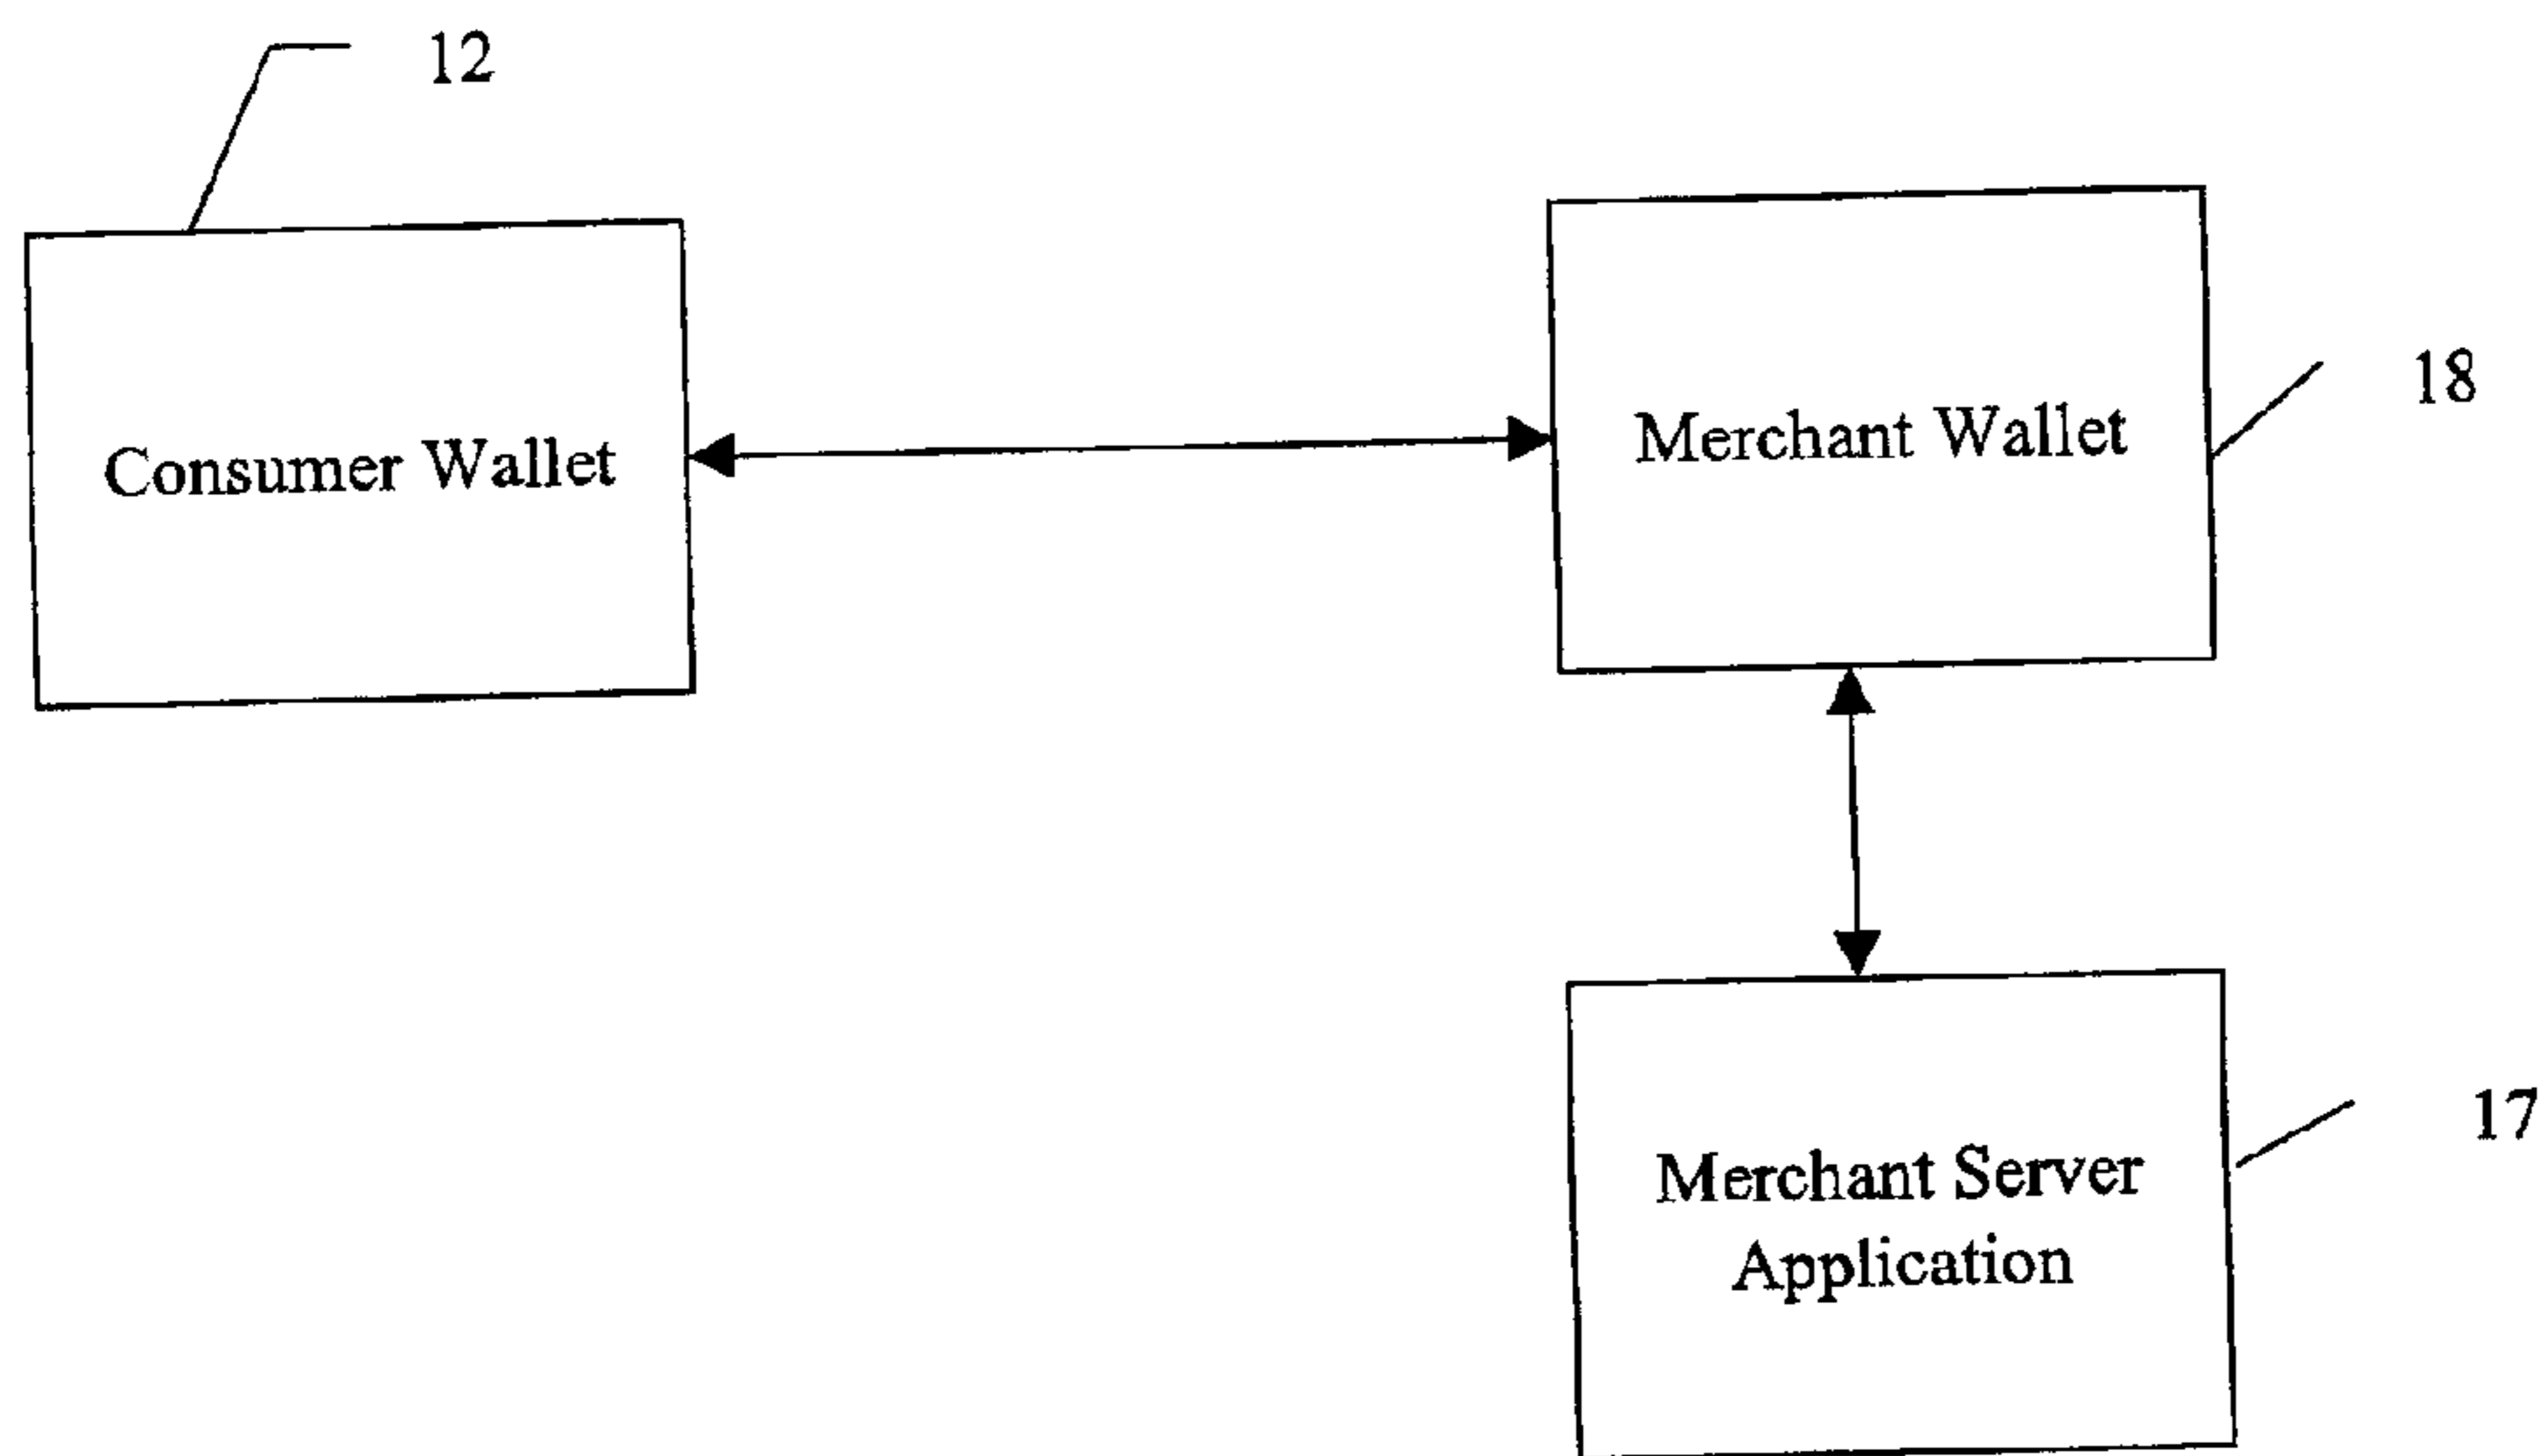 12
Consumer Wallet
Merchant Wallet
18
Merchant Server
Application
17